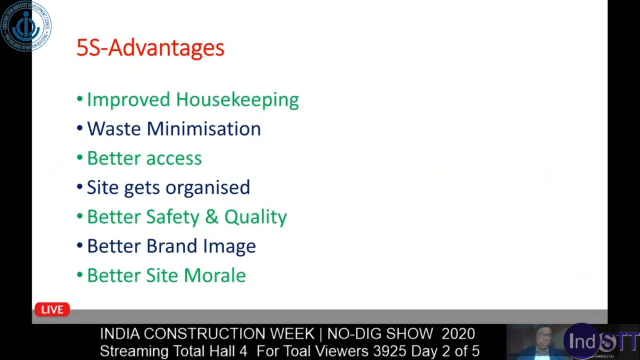 5S-Advantages
• Improved Housekeeping
• Waste Minimisation
• Better access
• Site gets organised
• Better Safety & Quality
• Better Brand Image
• Better Site Morale
LIVE
INDIA CONSTRUCTION WEEK | NO-DIG SHOW 2020
Streaming Total Hall 4 For Toal Viewers 3925 Day 2 of 5
IndSTT